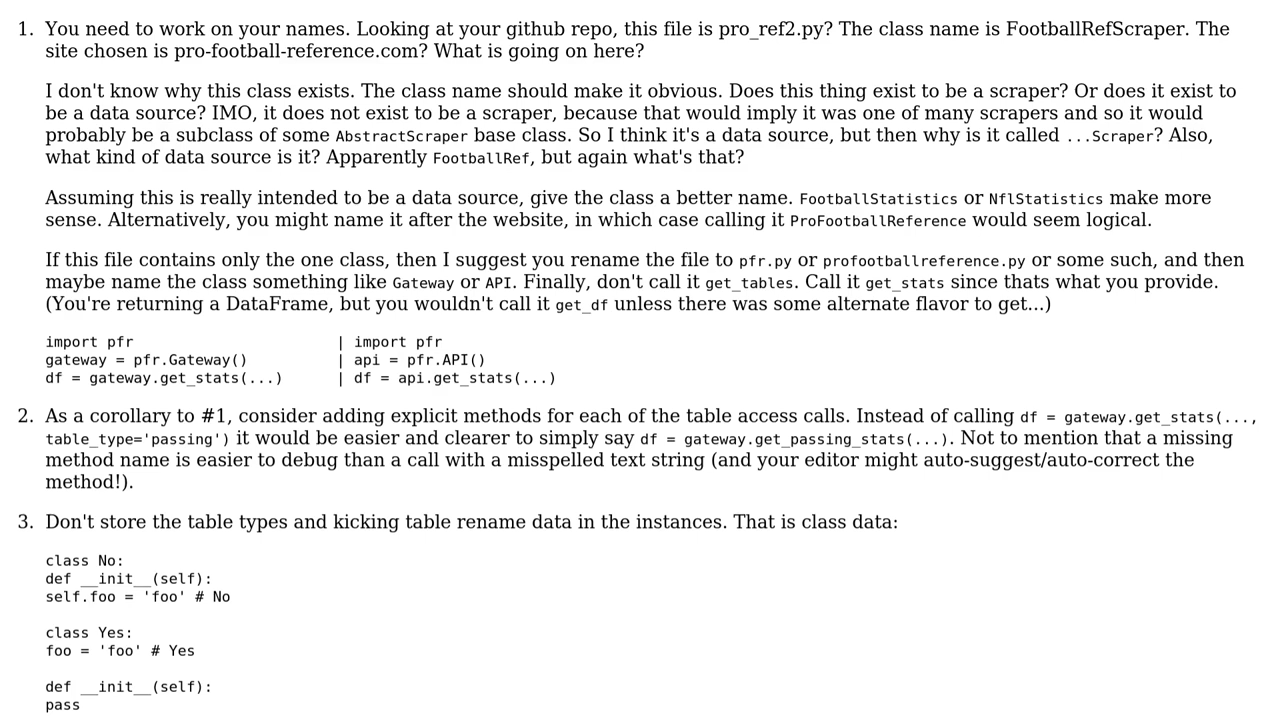 1. You need to work on your names. Looking at your github repo, this file is pro_ref2.py? The class name is FootballRefScraper. The
site chosen is pro-football-reference.com? What is going on here?
I don't know why this class exists. The class name should make it obvious. Does this thing exist to be a scraper? Or does it exist to
be a data source? IMO, it does not exist to be a scraper, because that would imply it was one of many scrapers and so it would
probably be a subclass of some AbstractScraper base class. So I think it's a data source, but then why is it called ...Scraper? Also,
what kind of data source is it? Apparently FootballRef, but again what's that?
Assuming this is really intended to be a data source, give the class a better name. FootballStatistics or NflStatistics make more
sense. Alternatively, you might name it after the website, in which case calling it ProFootballReference would seem logical.
If this file contains only the one class, then I suggest you rename the file to pfr.py or profootballreference.py or some such, and then
maybe name the class something like Gateway or API. Finally, don't call it get_tables. Call it get_stats since thats what you provide.
(You're returning a DataFrame, but you wouldn't call it get_df unless there was some alternate flavor to get...)
import pfr | import pfr
gateway = pfr.Gateway() | api = pfr.API()
df = gateway.get_stats(...) | df = api.get_stats(...)
2. As a corollary to #1, consider adding explicit methods for each of the table access calls. Instead of calling df = gateway.get_stats(...,
table_type='passing') it would be easier and clearer to simply say df = gateway.get_passing_stats(...). Not to mention that a missing
method name is easier to debug than a call with a misspelled text string (and your editor might auto-suggest/auto-correct the
method!).
3. Don't store the table types and kicking table rename data in the instances. That is class data:
class No:
def __init__(self):
self.foo = 'foo' # No
class Yes:
foo = 'foo' # Yes
def __init__(self):
pass